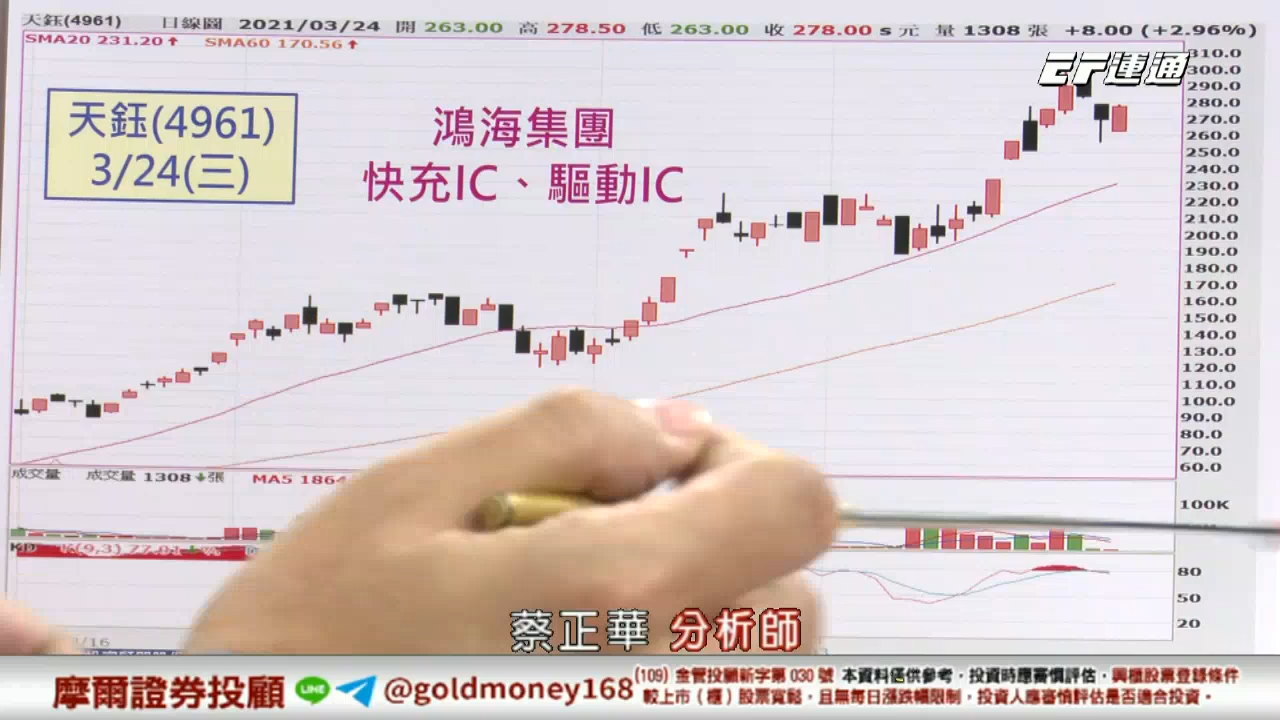 天鈺(4961) 日線圖 2021/03/24 開 263.00 高 278.50 低 263.00 收 278.00 s 元 量 1308 張 +8.00 (+2.96%)
SMA20 231.20↑ SMA60 170.56↑
EF運通
天鈺(4961)
3/24(三)
鴻海集團
快充IC、驅動IC
310.0
300.0
290.0
280.0
270.0
260.0
250.0
240.0
230.0
220.0
210.0
200.0
190.0
180.0
170.0
160.0
150.0
140.0
130.0
120.0
110.0
100.0
90.0
80.0
70.0
60.0
成交量 成交量 1308↓張 MA5 1864
100K
KD K(9,3) 77.01↓%
80
50
20
蔡正華 分析師
摩爾證券投顧 LINE @goldmoney168
(109) 金管投顧新字第 030 號 本資料僅供參考，投資時應審慎評估，興櫃股票登錄條件
較上市（櫃）股票寬鬆，且無每日漲跌幅限制，投資人應審慎評估是否適合投資。